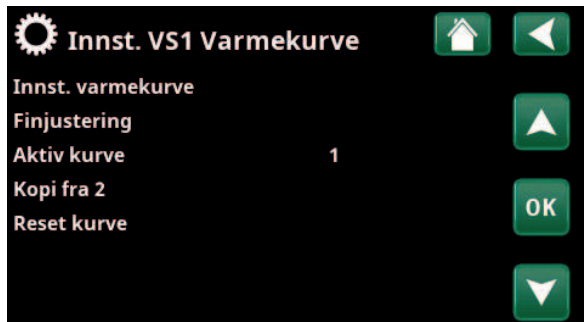 Innst. VS1 Varmekurve
Innst. varmekurve
Finjustering
Aktiv kurve 1
Kopi fra 2
OK
Reset kurve